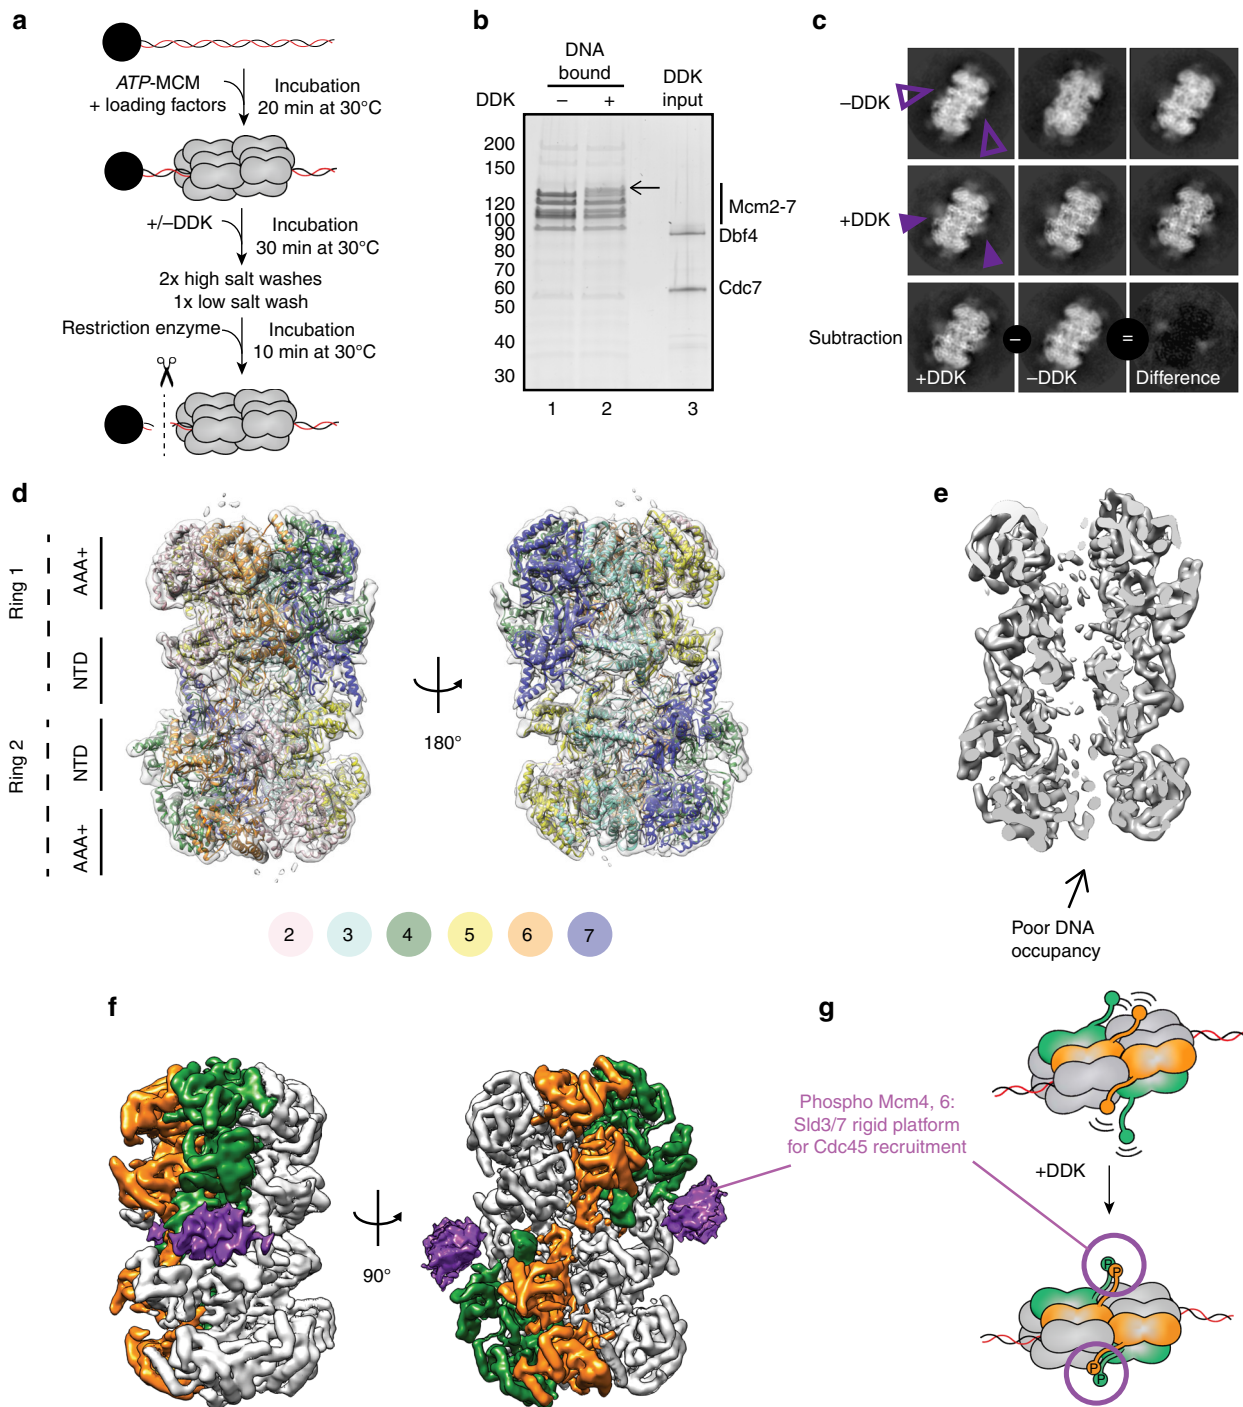 a
ATP-MCM
+ loading factors
Incubation
20 min at 30°C
+/–DDK
Incubation
30 min at 30°C
2x high salt washes
1x low salt wash
Restriction enzyme
Incubation
10 min at 30°C
b
DNA
bound
DDK
input
DDK
–
+
200
150
120
100
90
80
70
60
50
40
30
Mcm2-7
Dbf4
Cdc7
1
2
3
c
–DDK
+DDK
Subtraction
+DDK
–
–DDK
=
Difference
d
Ring 1
AAA+
NTD
Ring 2
NTD
AAA+
180°
2
3
4
5
6
7
e
Poor DNA
occupancy
f
90°
g
Phospho Mcm4, 6:
Sld3/7 rigid platform
for Cdc45 recruitment
+DDK
P
P
P
P